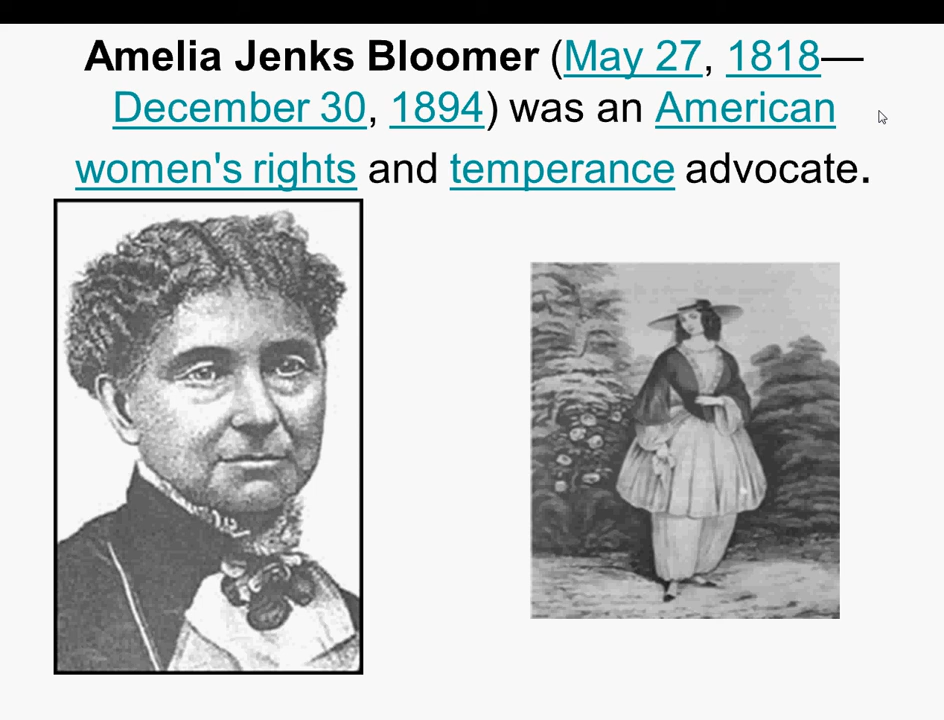 Amelia Jenks Bloomer (May 27, 1818—
December 30, 1894) was an American
women's rights and temperance advocate.